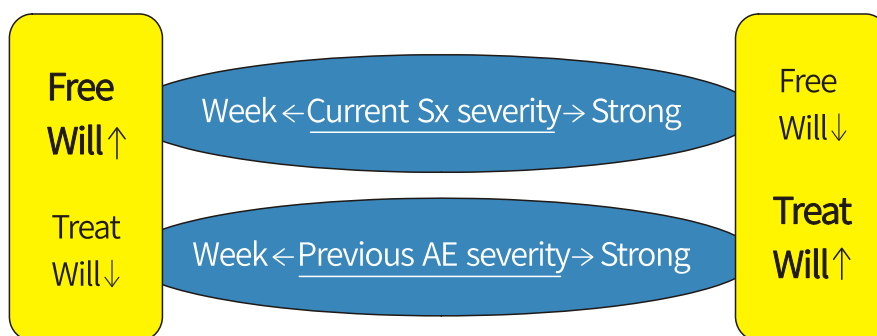 Free
Will↑
Treat
Will↓
Week ←Current Sx severity→ Strong
Week ←Previous AE severity→ Strong
Free
Will↓
Treat
Will↑